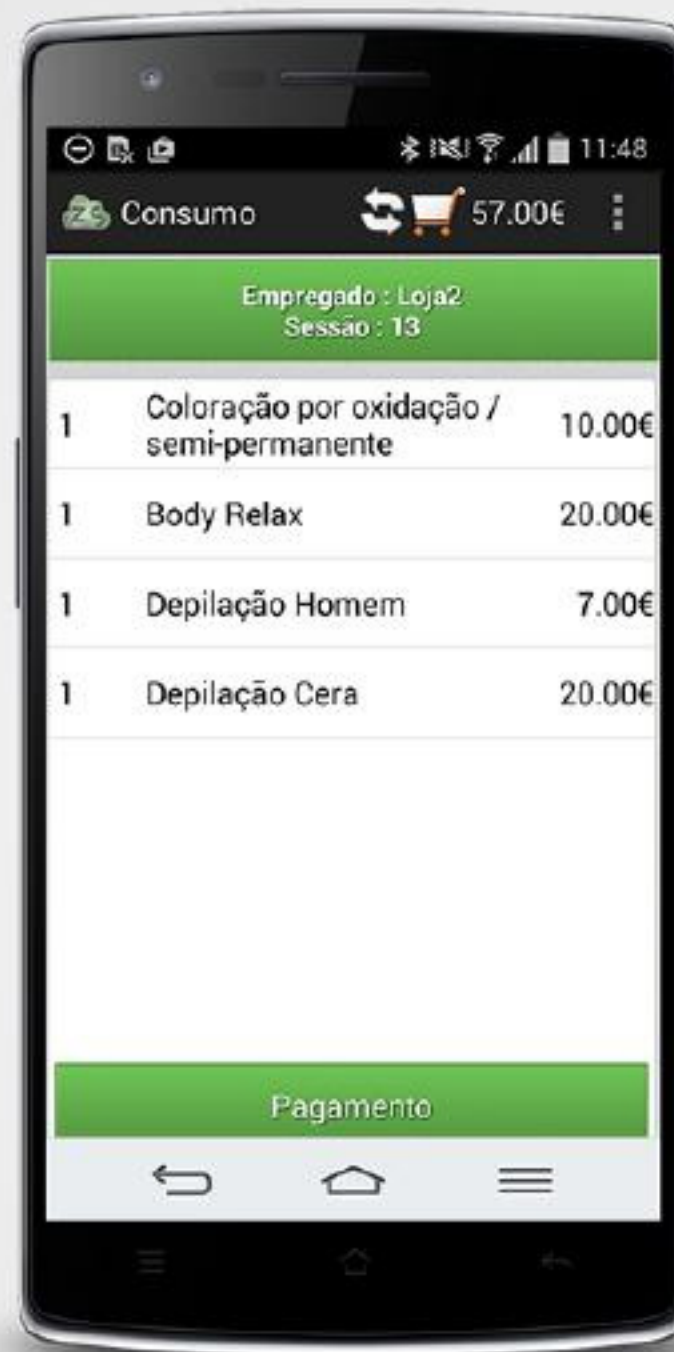 11:48
ZS Consumo 57.00€
Empregado : Loja2
Sessão : 13
1 Coloração por oxidação / 10.00€
semi-permanente
1 Body Relax 20.00€
1 Depilação Homem 7.00€
1 Depilação Cera 20.00€
Pagamento